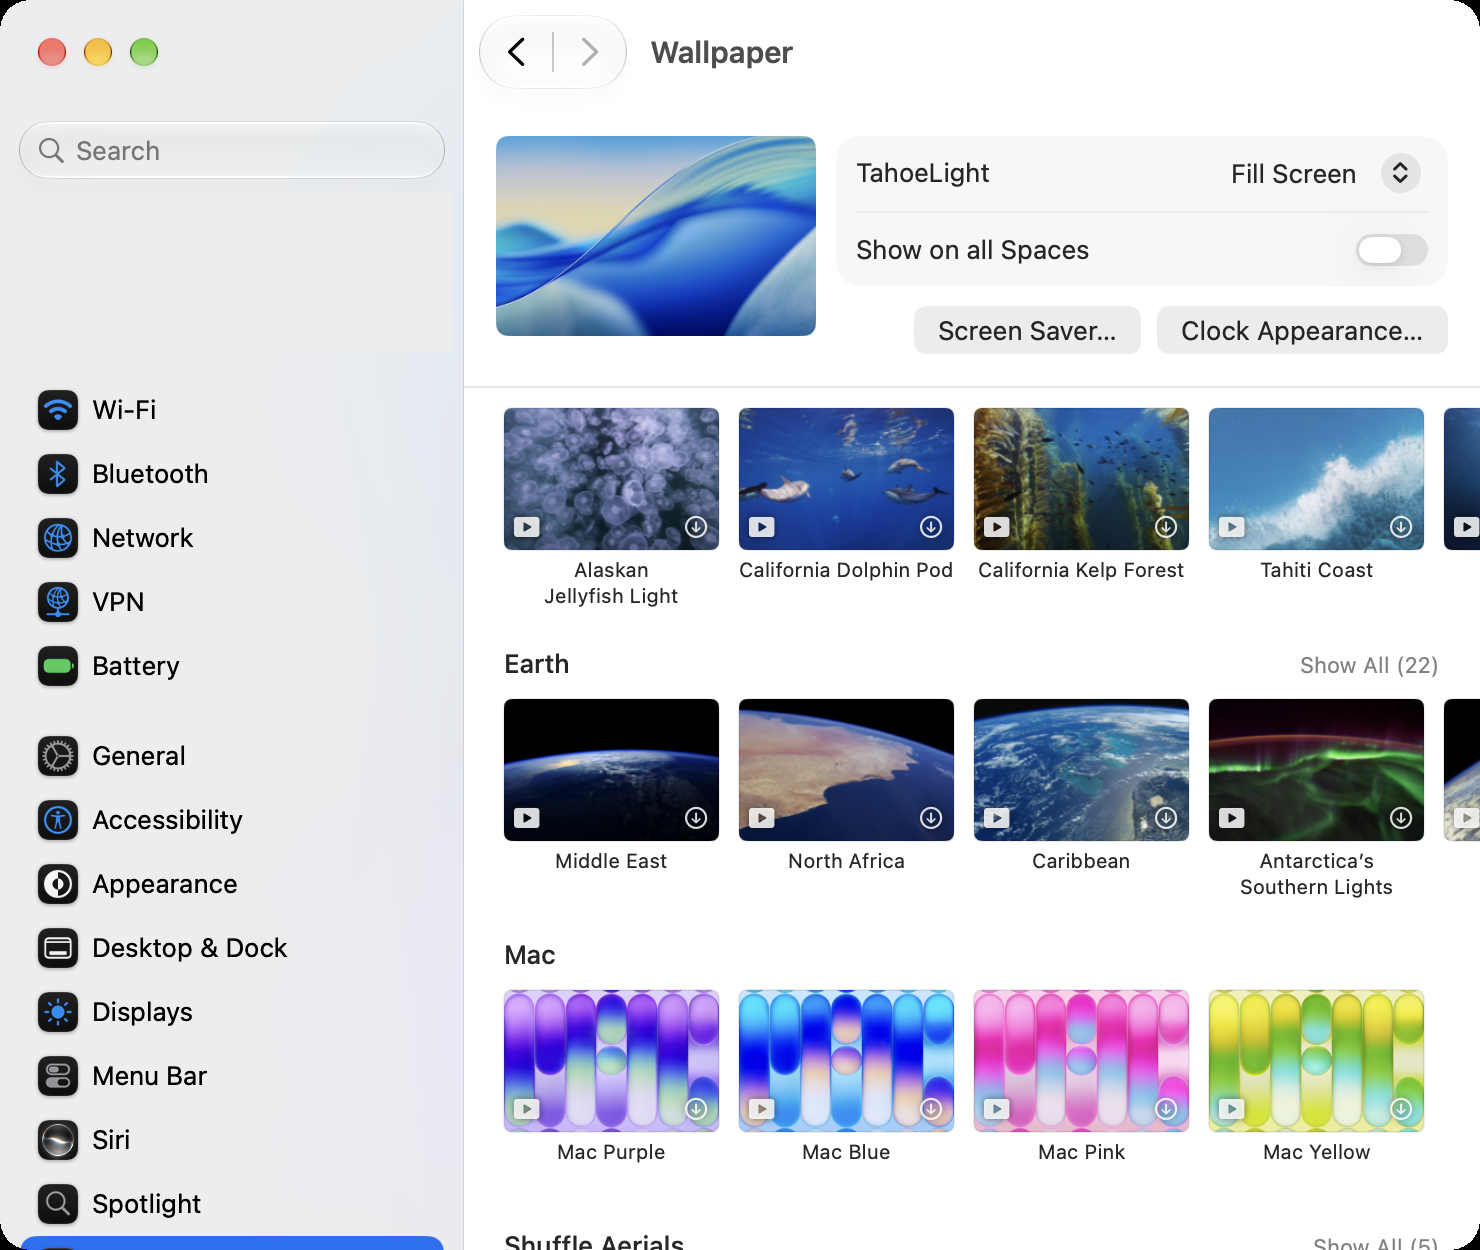 Wallpaper
Search
Wi-Fi
Bluetooth
Network
VPN
Battery
General
Accessibility
Appearance
Desktop & Dock
Displays
Menu Bar
Siri
Spotlight
TahoeLight
Fill Screen
Show on all Spaces
Screen Saver...
Clock Appearance...
Alaskan
Jellyfish Light
California Dolphin Pod
California Kelp Forest
Tahiti Coast
Earth
Show All (22)
Middle East
North Africa
Caribbean
Antarctica’s
Southern Lights
Mac
Mac Purple
Mac Blue
Mac Pink
Mac Yellow
Shuffle Aerials
Show All (5)